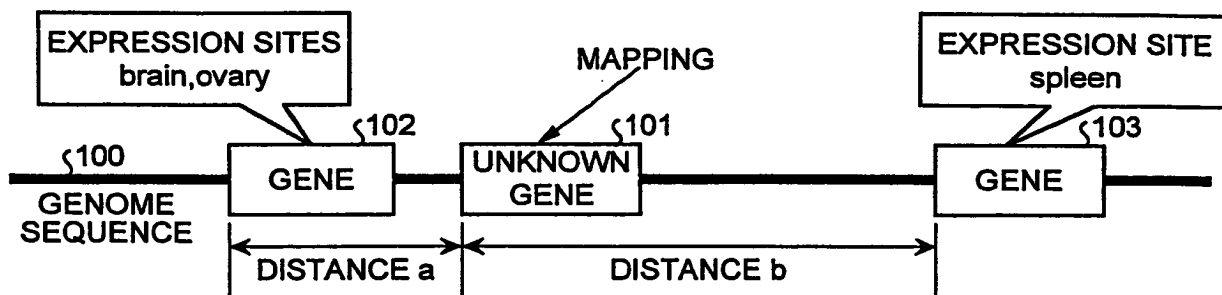 EXPRESSION SITES
brain,ovary
MAPPING
EXPRESSION SITE
spleen
100
102
101
103
GENOME
SEQUENCE
GENE
UNKNOWN
GENE
GENE
DISTANCE a
DISTANCE b